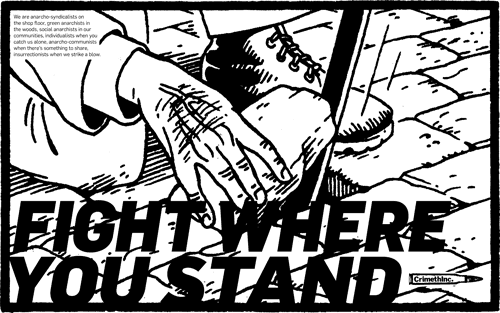 We are anarcho-syndicalists on
the shop floor, green anarchists in
the woods, social anarchists in our
communities, individualists when you
catch us alone, anarcho-communists
when there's something to share,
insurrectionists when we strike a blow.
FIGHT WHERE
YOU STAND
CrimethInc.